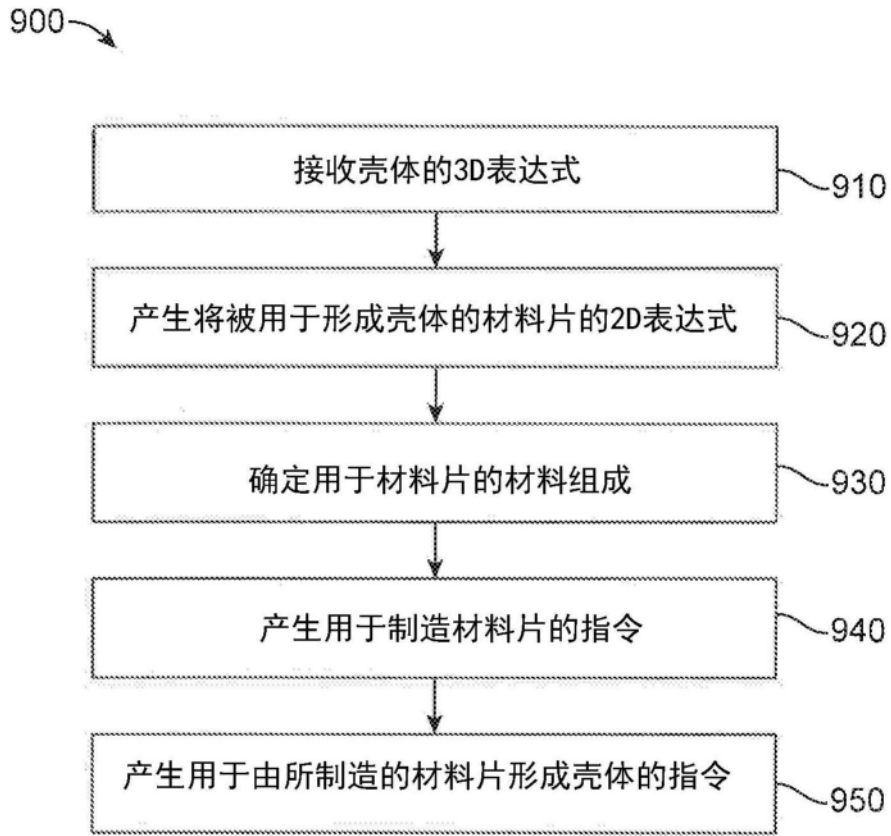 900
接收壳体的3D表达式
910
产生将被用于形成壳体的材料片的2D表达式
920
确定用于材料片的材料组成
930
产生用于制造材料片的指令
940
产生用于由所制造的材料片形成壳体的指令
950